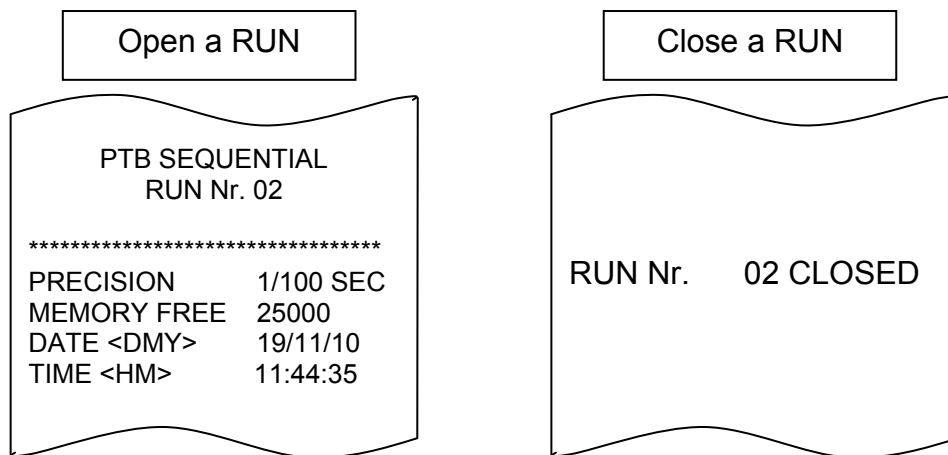 Open a RUN
PTB SEQUENTIAL
RUN Nr. 02
**********************************
PRECISION 1/100 SEC
MEMORY FREE 25000
DATE <DMY> 19/11/10
TIME <HM> 11:44:35
Close a RUN
RUN Nr. 02 CLOSED